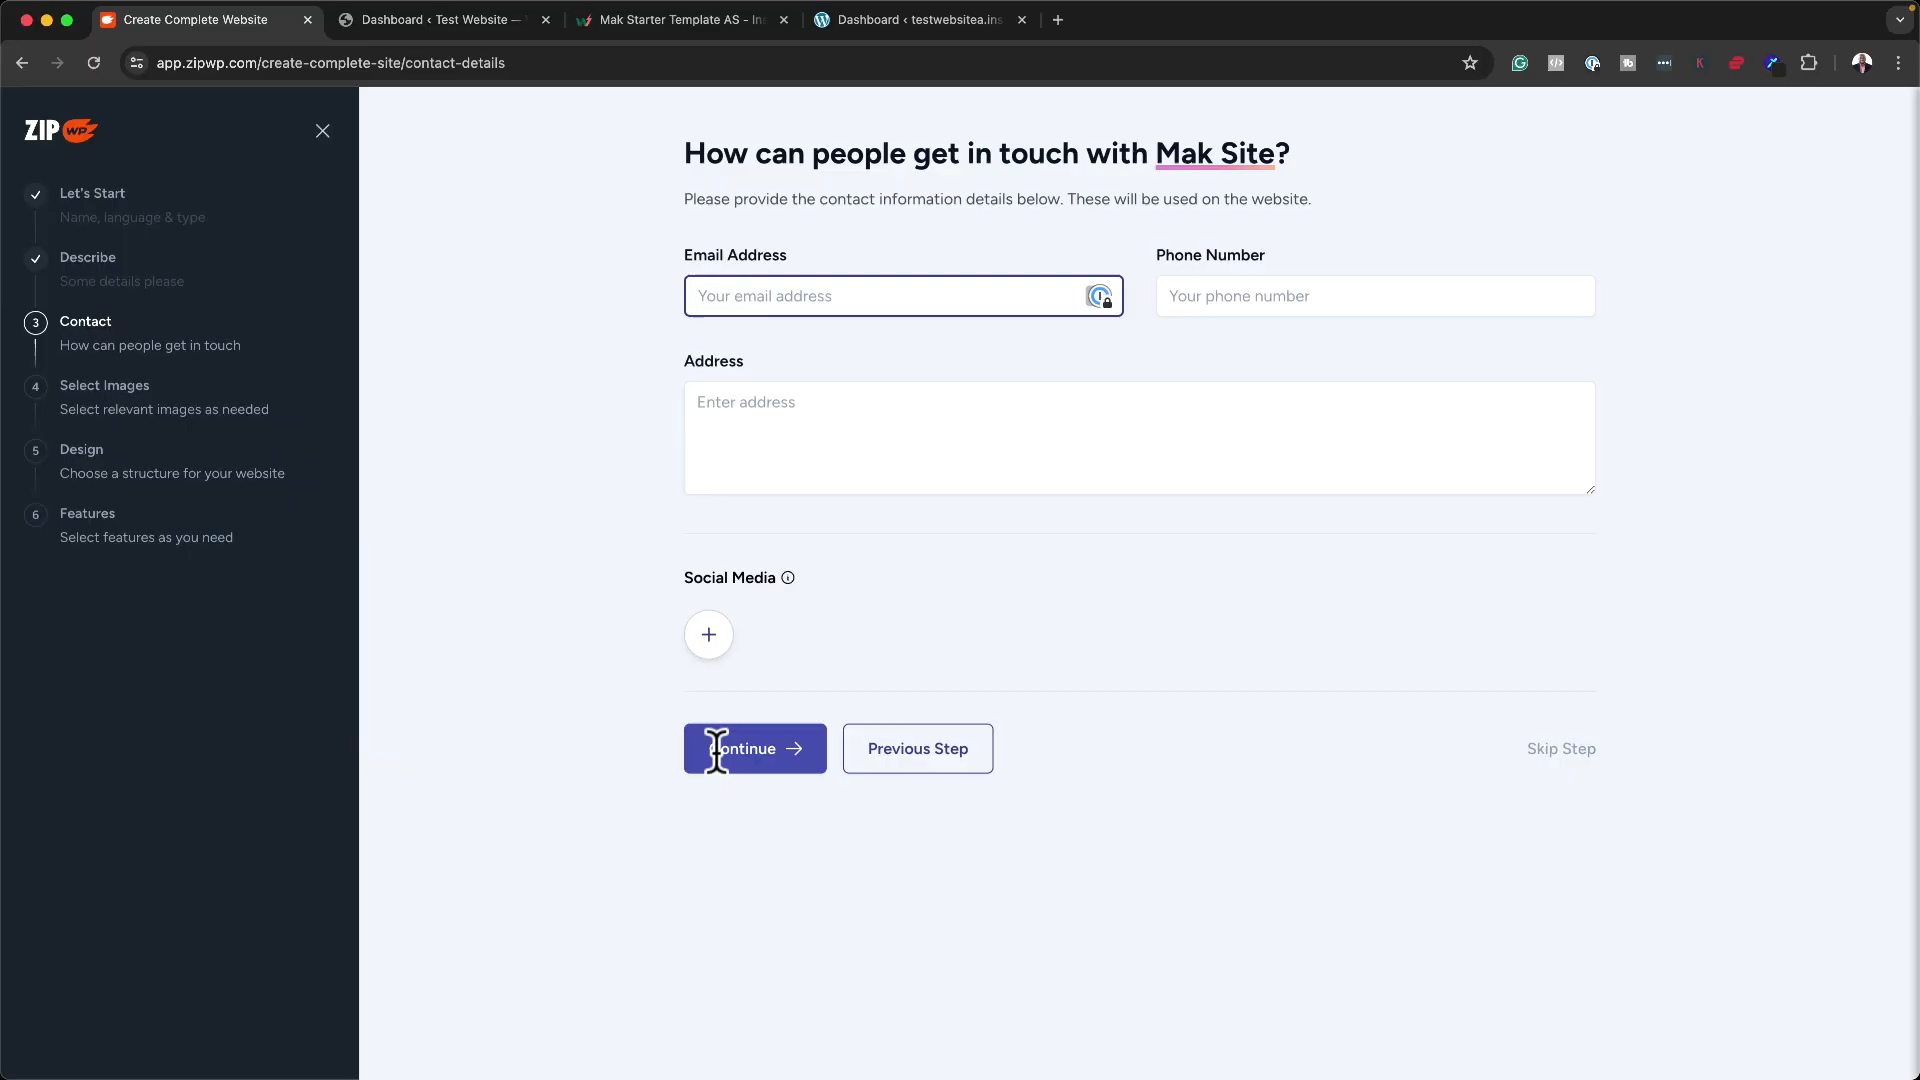 Create Complete Website
Dashboard ‹ Test Website —
Mak Starter Template AS - Ins
Dashboard ‹ testwebsitea.ins
app.zipwp.com/create-complete-site/contact-details
ZIP WP
Let's Start
Name, language & type
Describe
Some details please
3
Contact
How can people get in touch
4
Select Images
Select relevant images as needed
5
Design
Choose a structure for your website
6
Features
Select features as you need
How can people get in touch with Mak Site?
Please provide the contact information details below. These will be used on the website.
Email Address
Your email address
Phone Number
Your phone number
Address
Enter address
Social Media
Continue
Previous Step
Skip Step